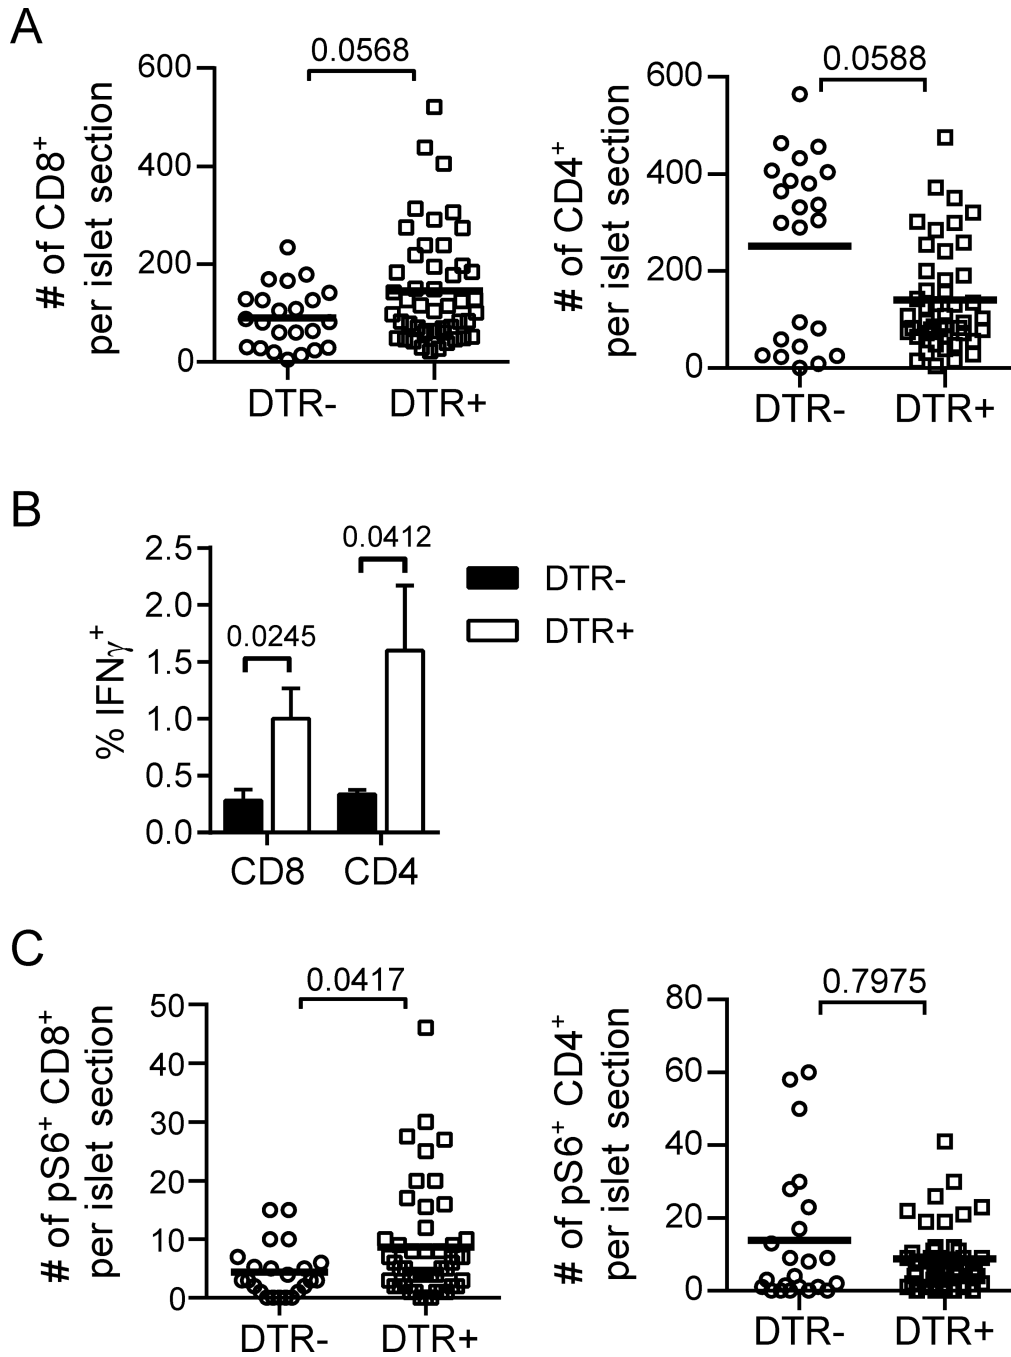 A
0.0568
600
400
200
0
# of CD8+
per islet section
DTR-
DTR+
0.0588
600
400
200
0
# of CD4+
per islet section
DTR-
DTR+
B
0.0412
0.0245
2.5
2.0
1.5
1.0
0.5
0.0
% IFNγ+
CD8
CD4
DTR-
DTR+
C
0.0417
50
40
30
20
10
0
# of pS6+ CD8+
per islet section
DTR-
DTR+
0.7975
80
60
40
20
0
# of pS6+ CD4+
per islet section
DTR-
DTR+